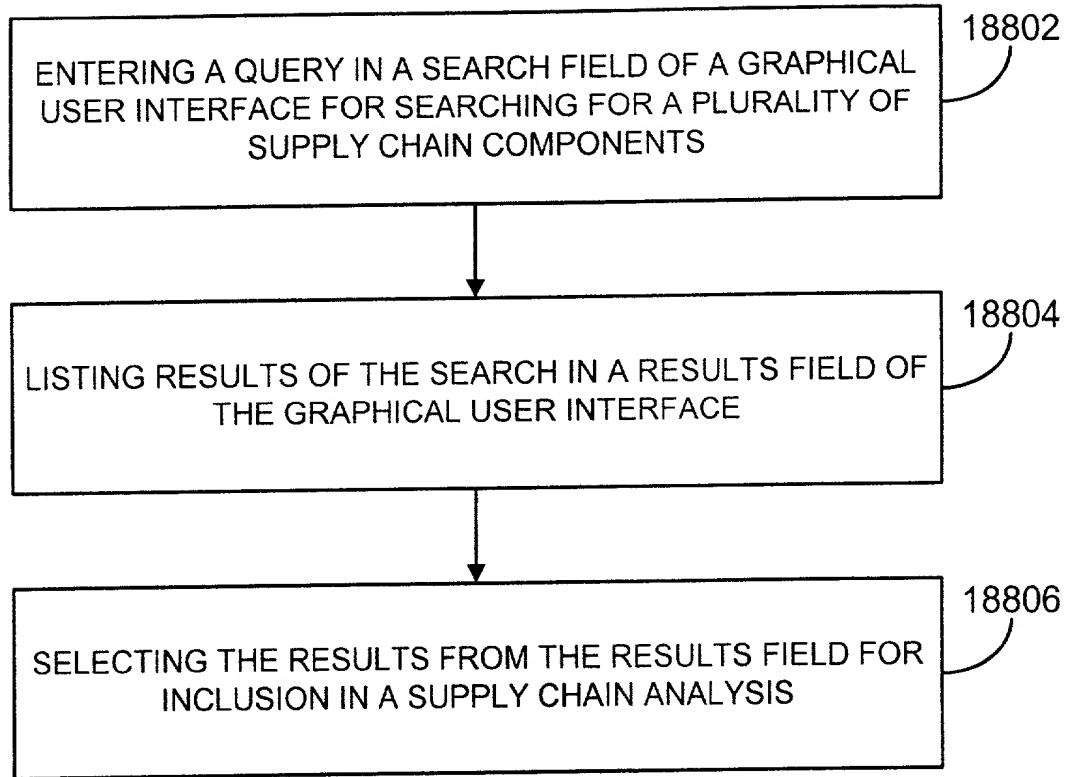 18802
ENTERING A QUERY IN A SEARCH FIELD OF A GRAPHICAL
USER INTERFACE FOR SEARCHING FOR A PLURALITY OF
SUPPLY CHAIN COMPONENTS
18804
LISTING RESULTS OF THE SEARCH IN A RESULTS FIELD OF
THE GRAPHICAL USER INTERFACE
18806
SELECTING THE RESULTS FROM THE RESULTS FIELD FOR
INCLUSION IN A SUPPLY CHAIN ANALYSIS